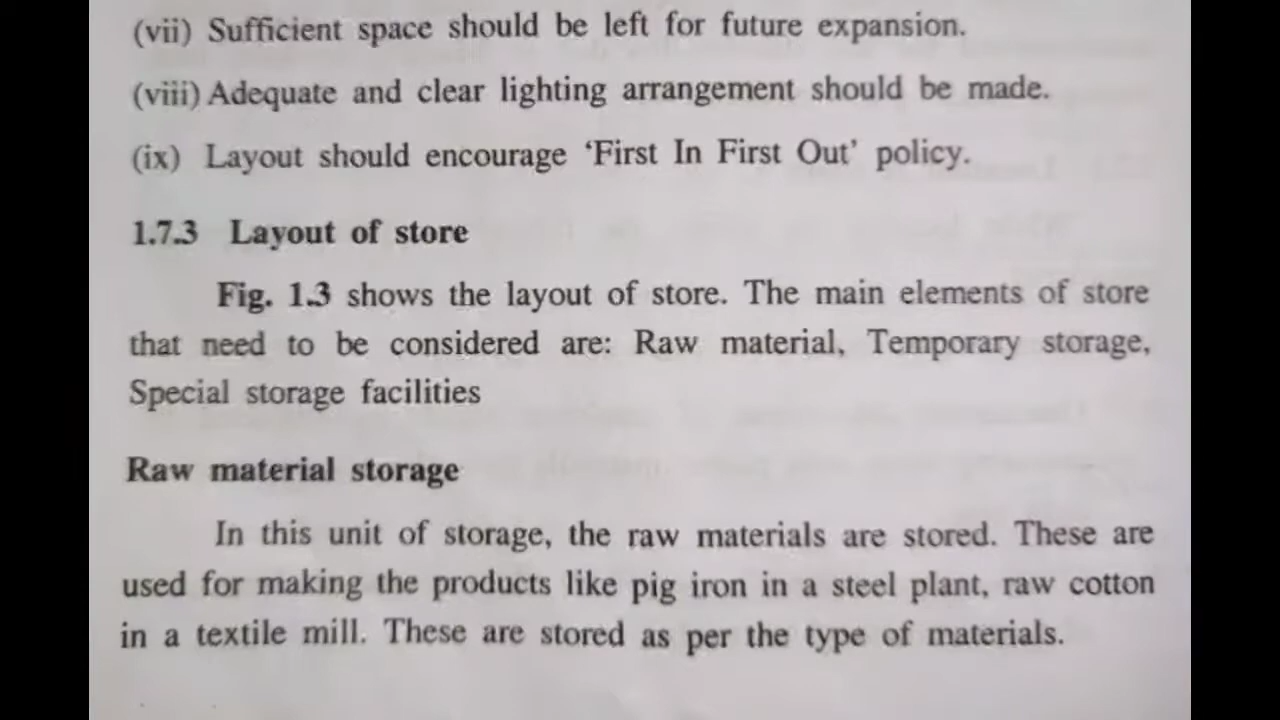 (vii) Sufficient space should be left for future expansion.
(viii) Adequate and clear lighting arrangement should be made.
(ix) Layout should encourage ‘First In First Out’ policy.
1.7.3 Layout of store
Fig. 1.3 shows the layout of store. The main elements of store
that need to be considered are: Raw material, Temporary storage,
Special storage facilities
Raw material storage
In this unit of storage, the raw materials are stored. These are
used for making the products like pig iron in a steel plant, raw cotton
in a textile mill. These are stored as per the type of materials.